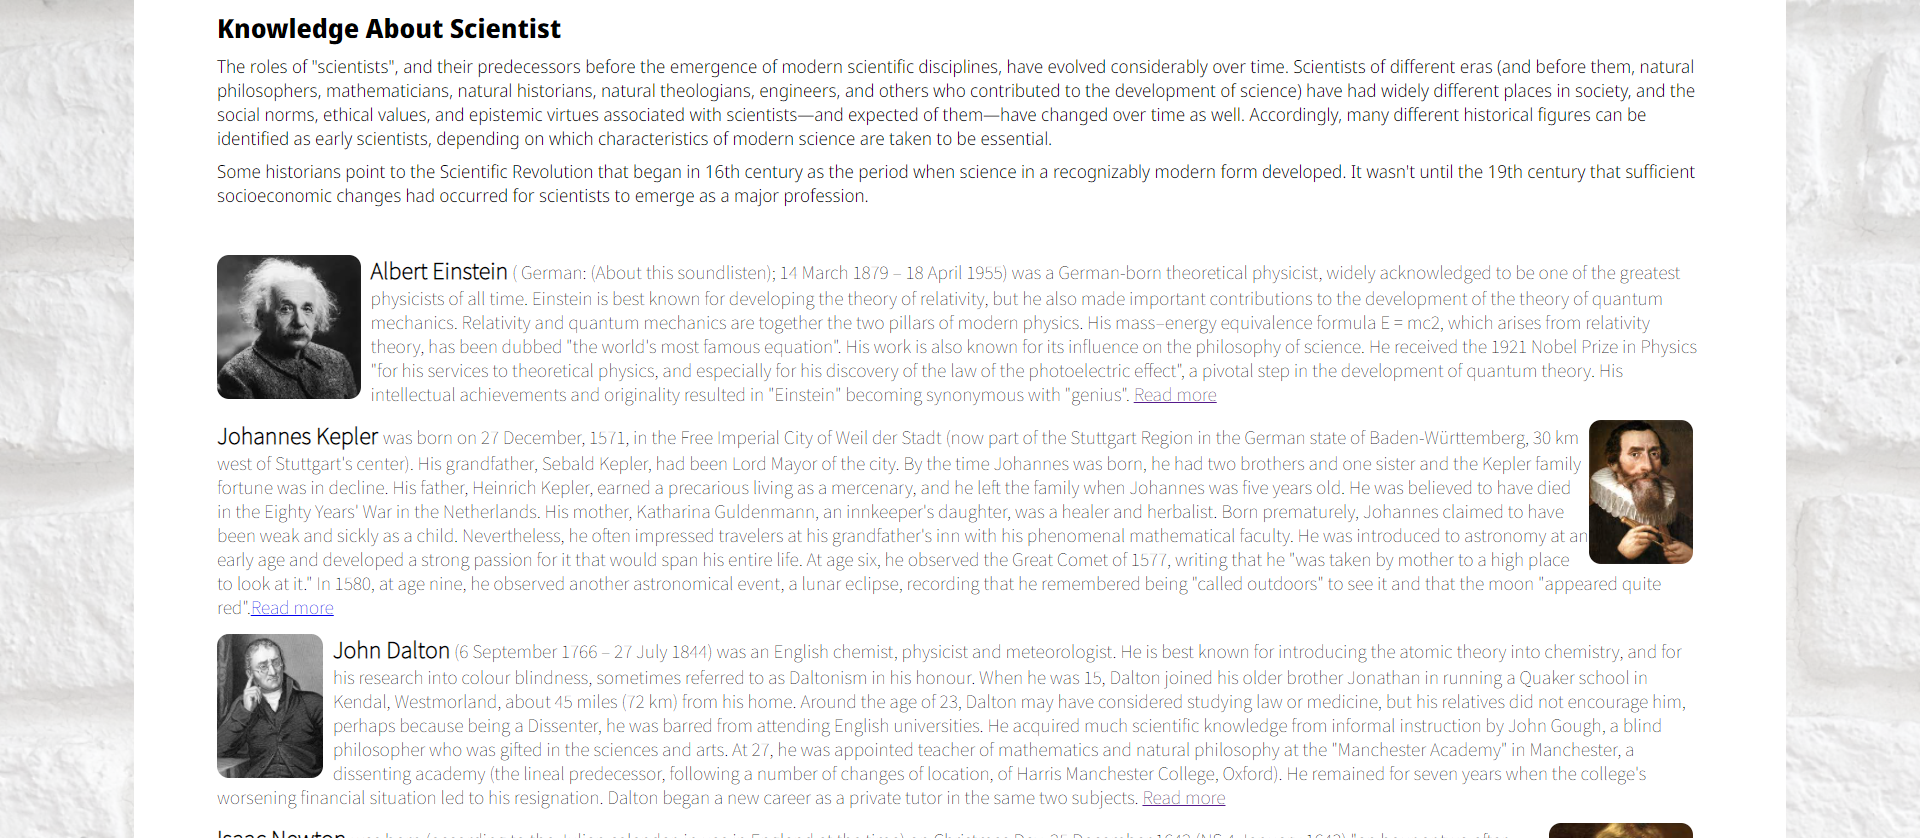 Knowledge About Scientist
The roles of "scientists", and their predecessors before the emergence of modern scientific disciplines, have evolved considerably over time. Scientists of different eras (and before them, natural
philosophers, mathematicians, natural historians, natural theologians, engineers, and others who contributed to the development of science) have had widely different places in society, and the
social norms, ethical values, and epistemic virtues associated with scientists—and expected of them—have changed over time as well. Accordingly, many different historical figures can be
identified as early scientists, depending on which characteristics of modern science are taken to be essential.
Some historians point to the Scientific Revolution that began in 16th century as the period when science in a recognizably modern form developed. It wasn't until the 19th century that sufficient
socioeconomic changes had occurred for scientists to emerge as a major profession.
Albert Einstein ( German: (About this soundlisten); 14 March 1879 – 18 April 1955) was a German-born theoretical physicist, widely acknowledged to be one of the greatest
physicists of all time. Einstein is best known for developing the theory of relativity, but he also made important contributions to the development of the theory of quantum
mechanics. Relativity and quantum mechanics are together the two pillars of modern physics. His mass–energy equivalence formula E = mc2, which arises from relativity
theory, has been dubbed "the world's most famous equation". His work is also known for its influence on the philosophy of science. He received the 1921 Nobel Prize in Physics
"for his services to theoretical physics, and especially for his discovery of the law of the photoelectric effect", a pivotal step in the development of quantum theory. His
intellectual achievements and originality resulted in "Einstein" becoming synonymous with "genius". Read more
Johannes Kepler was born on 27 December, 1571, in the Free Imperial City of Weil der Stadt (now part of the Stuttgart Region in the German state of Baden-Württemberg, 30 km
west of Stuttgart's center). His grandfather, Sebald Kepler, had been Lord Mayor of the city. By the time Johannes was born, he had two brothers and one sister and the Kepler family
fortune was in decline. His father, Heinrich Kepler, earned a precarious living as a mercenary, and he left the family when Johannes was five years old. He was believed to have died
in the Eighty Years' War in the Netherlands. His mother, Katharina Guldenmann, an innkeeper's daughter, was a healer and herbalist. Born prematurely, Johannes claimed to have
been weak and sickly as a child. Nevertheless, he often impressed travelers at his grandfather's inn with his phenomenal mathematical faculty. He was introduced to astronomy at an
early age and developed a strong passion for it that would span his entire life. At age six, he observed the Great Comet of 1577, writing that he "was taken by mother to a high place
to look at it." In 1580, at age nine, he observed another astronomical event, a lunar eclipse, recording that he remembered being "called outdoors" to see it and that the moon "appeared quite
red".Read more
John Dalton (6 September 1766 – 27 July 1844) was an English chemist, physicist and meteorologist. He is best known for introducing the atomic theory into chemistry, and for
his research into colour blindness, sometimes referred to as Daltonism in his honour. When he was 15, Dalton joined his older brother Jonathan in running a Quaker school in
Kendal, Westmorland, about 45 miles (72 km) from his home. Around the age of 23, Dalton may have considered studying law or medicine, but his relatives did not encourage him,
perhaps because being a Dissenter, he was barred from attending English universities. He acquired much scientific knowledge from informal instruction by John Gough, a blind
philosopher who was gifted in the sciences and arts. At 27, he was appointed teacher of mathematics and natural philosophy at the "Manchester Academy" in Manchester, a
dissenting academy (the lineal predecessor, following a number of changes of location, of Harris Manchester College, Oxford). He remained for seven years when the college's
worsening financial situation led to his resignation. Dalton began a new career as a private tutor in the same two subjects. Read more
Isaac Newton